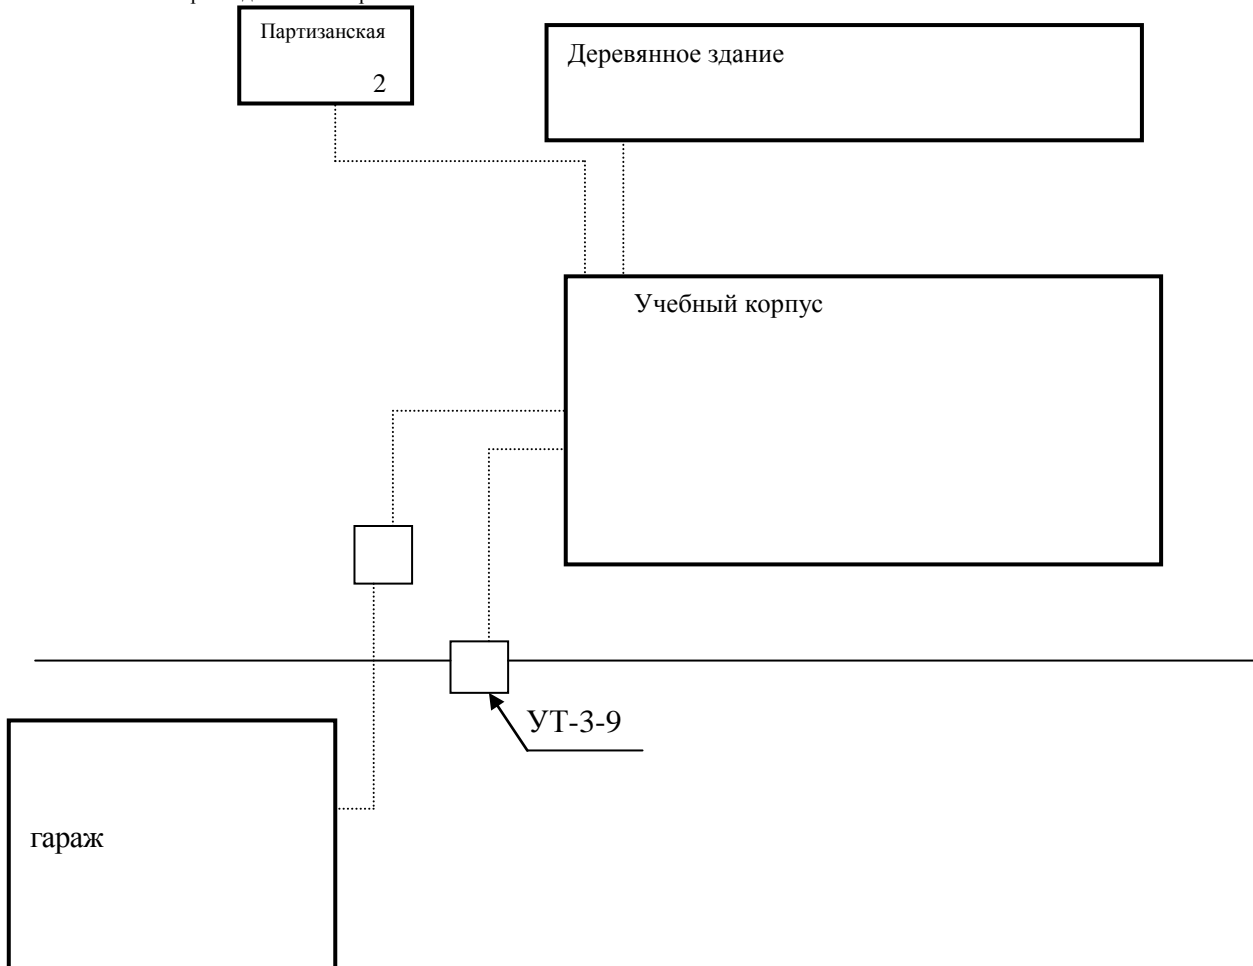 Партизанская
2
Деревянное здание
Учебный корпус
УТ-3-9
гараж